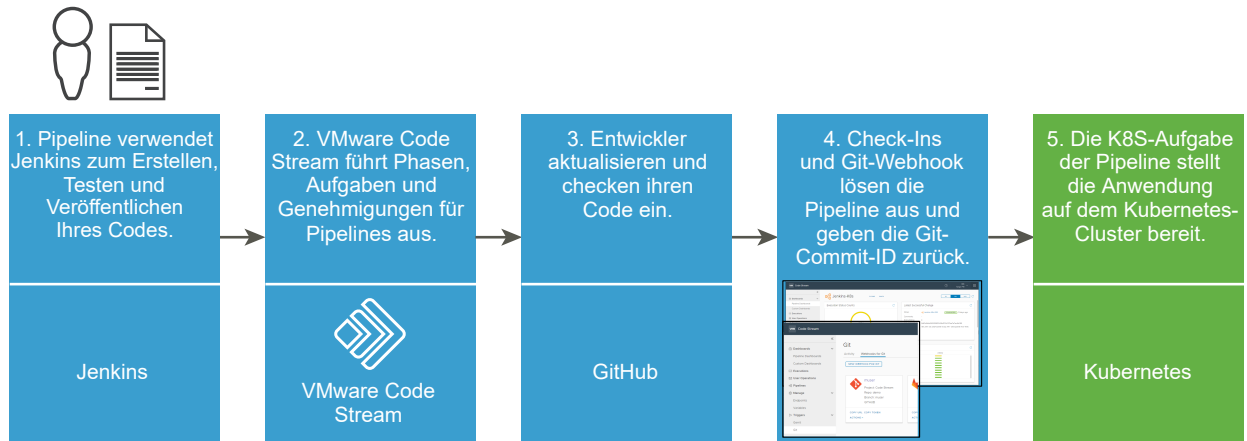 1. Pipeline verwendet
Jenkins zum Erstellen,
Testen und
Veröffentlichen
Ihres Codes.
Jenkins
2. VMware Code
Stream führt Phasen,
Aufgaben und
Genehmigungen für
Pipelines aus.
VMware Code
Stream
3. Entwickler
aktualisieren und
checken ihren
Code ein.
GitHub
4. Check-Ins
und Git-Webhook
lösen die
Pipeline aus und
geben die Git-
Commit-ID zurück.
Code Stream
Git
5. Die K8S-Aufgabe
der Pipeline stellt
die Anwendung
auf dem Kubernetes-
Cluster bereit.
Kubernetes